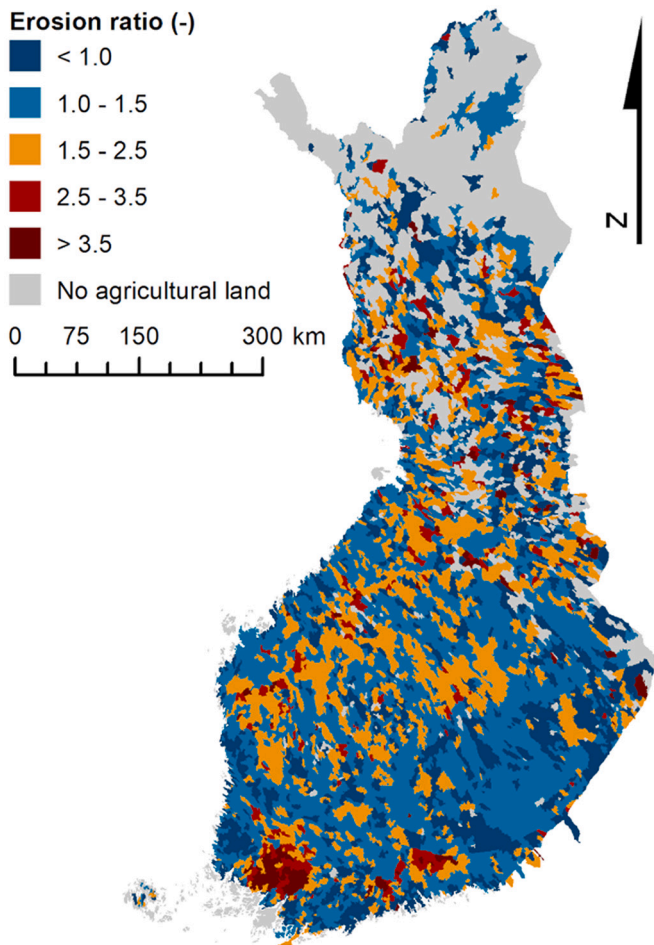 Erosion ratio (-)
< 1.0
1.0 - 1.5
1.5 - 2.5
2.5 - 3.5
> 3.5
No agricultural land
0 75 150 300 km
N